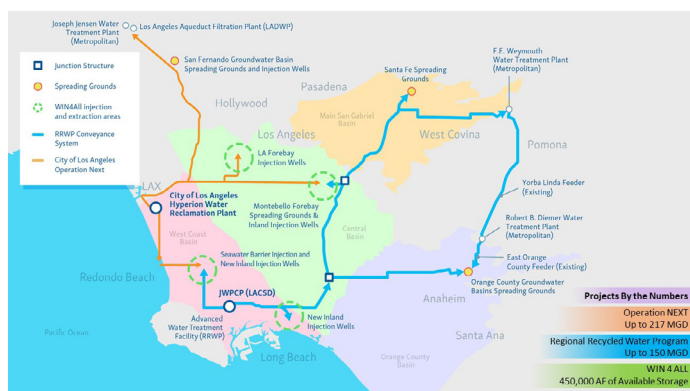 Joseph Jensen Water
Treatment Plant
(Metropolitan)
Los Angeles Aqueduct Filtration Plant (LADWP)
San Fernando Groundwater Basin
Spreading Grounds and Injection Wells
Junction Structure
Spreading Grounds
WIN4All injection
and extraction areas
RRWP Conveyance
System
City of Los Angeles
Operation Next
Santa Fe Spreading
Grounds
F.E. Weymouth
Water Treatment Plant
(Metropolitan)
Pasadena
Hollywood
Main San Gabriel
Basin
Los Angeles
West Covina
Pomona
LA Forebay
Injection Wells
LAX
City of Los Angeles
Hyperion Water
Reclamation Plant
Montebello Forebay
Spreading Grounds &
Inland Injection Wells
Yorba Linda Feeder
(Existing)
Robert B. Diemer Water
Treatment Plant
(Metropolitan)
West Coast
Basin
Central
Basin
Seawater Barrier Injection and
New Inland Injection Wells
East Orange
County Feeder (Existing)
Redondo Beach
JWPCP (LACSD)
Orange County Groundwater
Basins Spreading Grounds
Anaheim
Projects By the Numbers
Operation NEXT
Up to 217 MGD
Advanced
Water Treatment
Facility (RRWP)
New Inland
Injection Wells
Pacific Ocean
Santa Ana
Regional Recycled Water Program
Up to 150 MGD
Long Beach
Orange County
Basin
WIN 4 ALL
450,000 AF of Available Storage